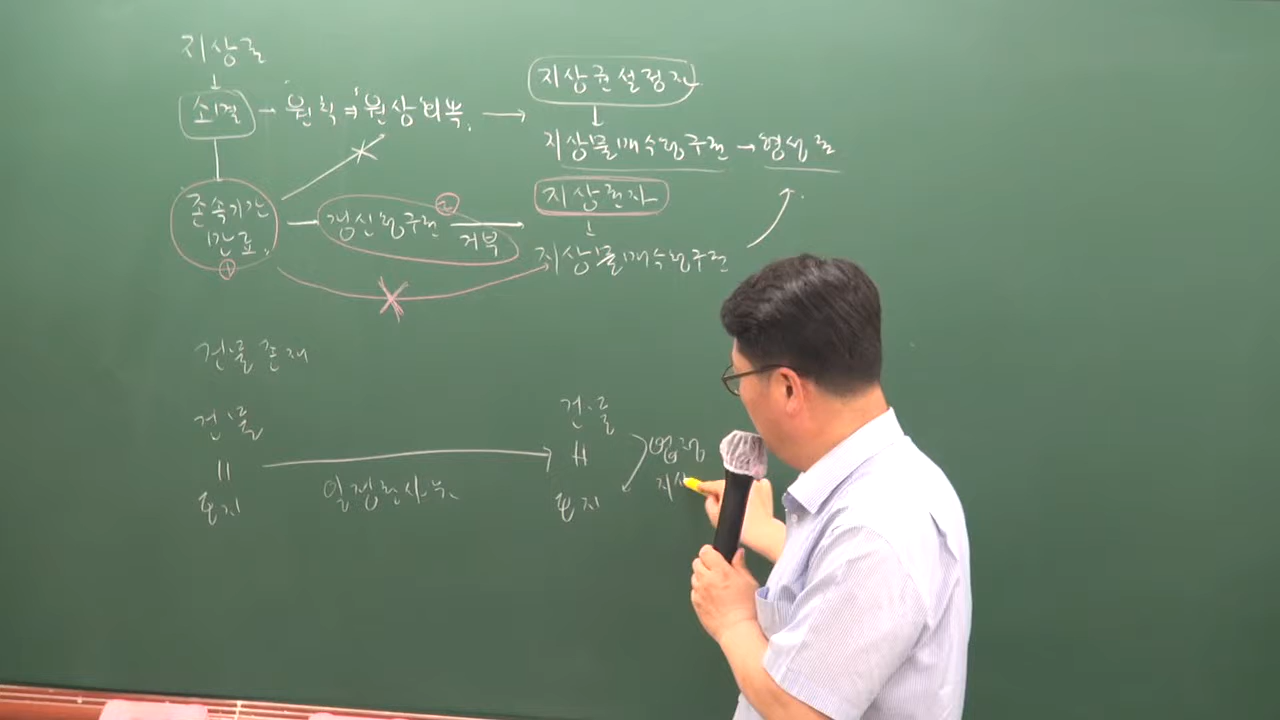 지상권
↓
소멸 → '원칙 ⇒ '원상'회복. →
지상권설정자
↓
지상물매수청구권 → 형성권
존속기간
만료.
①
갱신청구권
②
거부
지상권자
↓
지상물매수청구권
건물 존재
건물
||
토지
일정한 사유.
건물
토지
법정
지상